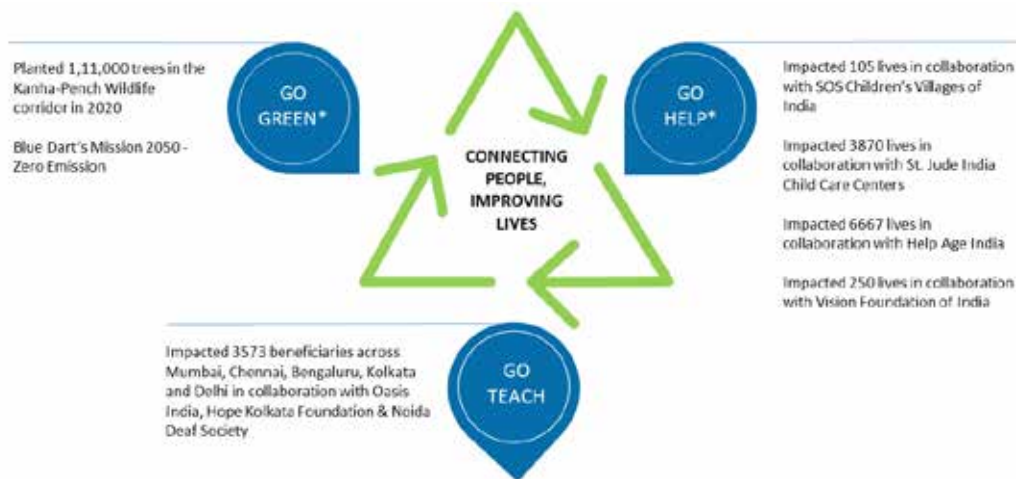 Planted 1,11,000 trees in the
Kanha-Pench Wildlife
corridor in 2020
Blue Dart's Mission 2050 -
Zero Emission
GO
GREEN*
CONNECTING
PEOPLE,
IMPROVING
LIVES
GO
HELP*
Impacted 105 lives in collaboration
with SOS Children's Villages of
India
Impacted 3870 lives in
collaboration with St. Jude India
Child Care Centers
Impacted 6667 lives in
collaboration with Help Age India
Impacted 250 lives in collaboration
with Vision Foundation of India
Impacted 3573 beneficiaries across
Mumbai, Chennai, Bengaluru, Kolkata
and Delhi in collaboration with Oasis
India, Hope Kolkata Foundation & Noida
Deaf Society
GO
TEACH